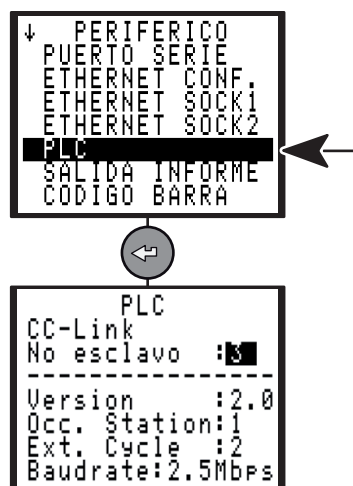 ↓ PERIFERICO
PUERTO SERIE
ETHERNET CONF.
ETHERNET SOCK1
ETHERNET SOCK2
PLC
SALIDA INFORME
CODIGO BARRA
PLC
CC-Link
No esclavo :3
--------------
Version :2.0
Occ. Station:1
Ext. Cycle :2
Baudrate:2.5Mbps